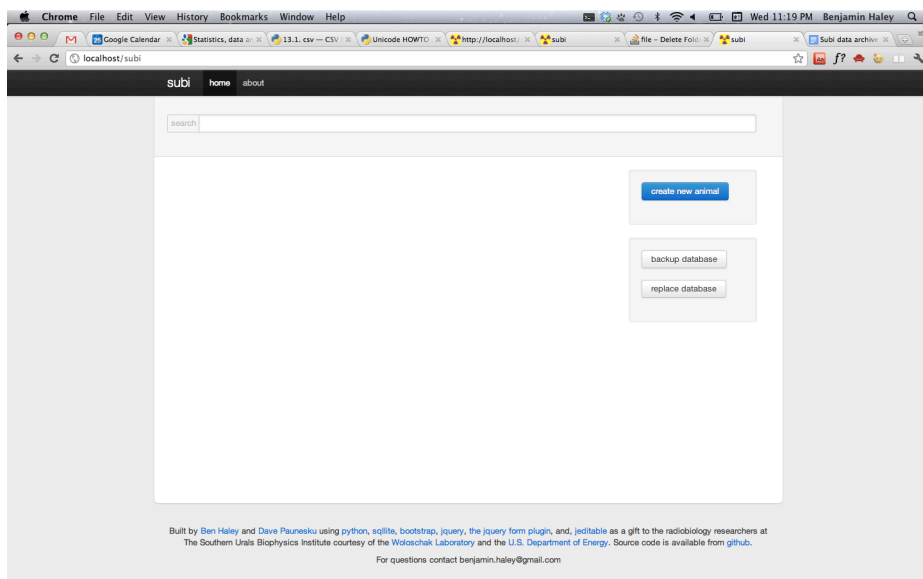 Chrome File Edit View History Bookmarks Window Help Wed 11:19 PM Benjamin Haley
Google Calendar Statistics, data an 13.1. csv — CSV Unicode HOWTO http://localhost/ subi file - Delete Fold subi Subi data archive
localhost/subi f?
subi home about
search
create new animal
backup database
replace database
Built by Ben Haley and Dave Paunesku using python, sqllite, bootstrap, jquery, the jquery form plugin, and, jeditable as a gift to the radiobiology researchers at
The Southern Urals Biophysics Institute courtesy of the Woloschak Laboratory and the U.S. Department of Energy. Source code is available from github.
For questions contact benjamin.haley@gmail.com